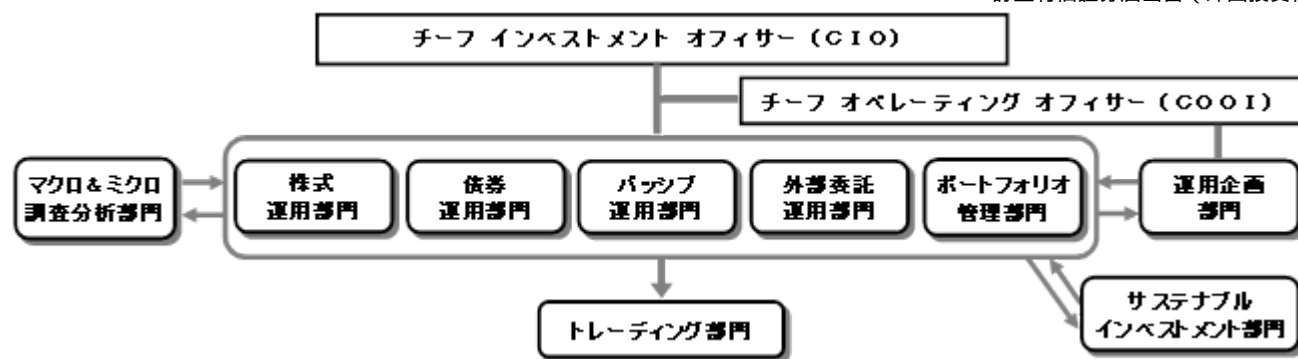 チーフ インベストメント オフィサー (CIO)
チーフ オペレーティング オフィサー (COOI)
マクロ&ミクロ
調査分析部門
株式
運用部門
債券
運用部門
パッシブ
運用部門
外部委託
運用部門
ポートフォリオ
管理部門
運用企画
部門
トレーディング部門
サステナブル
インベストメント部門